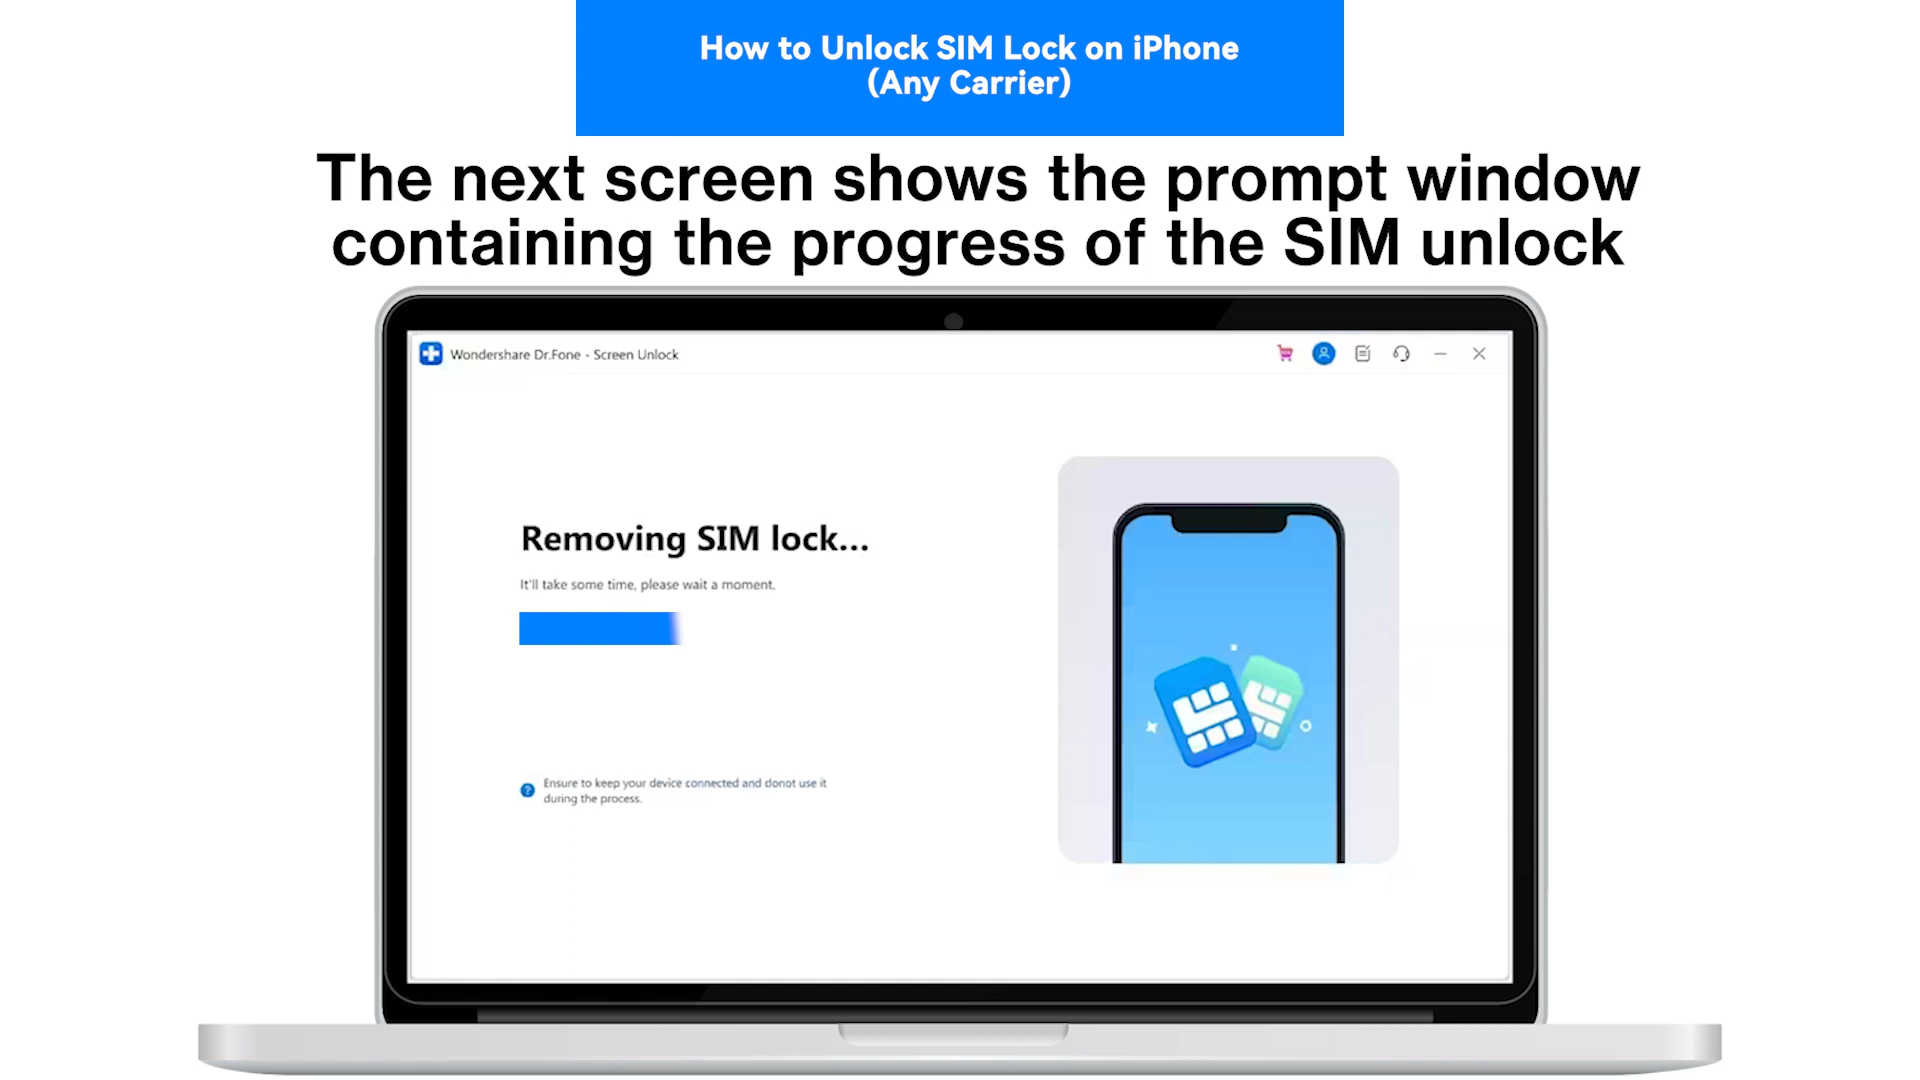 How to Unlock SIM Lock on iPhone
(Any Carrier)
The next screen shows the prompt window
containing the progress of the SIM unlock
Wondershare Dr.Fone - Screen Unlock
Removing SIM lock...
It'll take some time, please wait a moment.
Ensure to keep your device connected and donot use it
during the process.